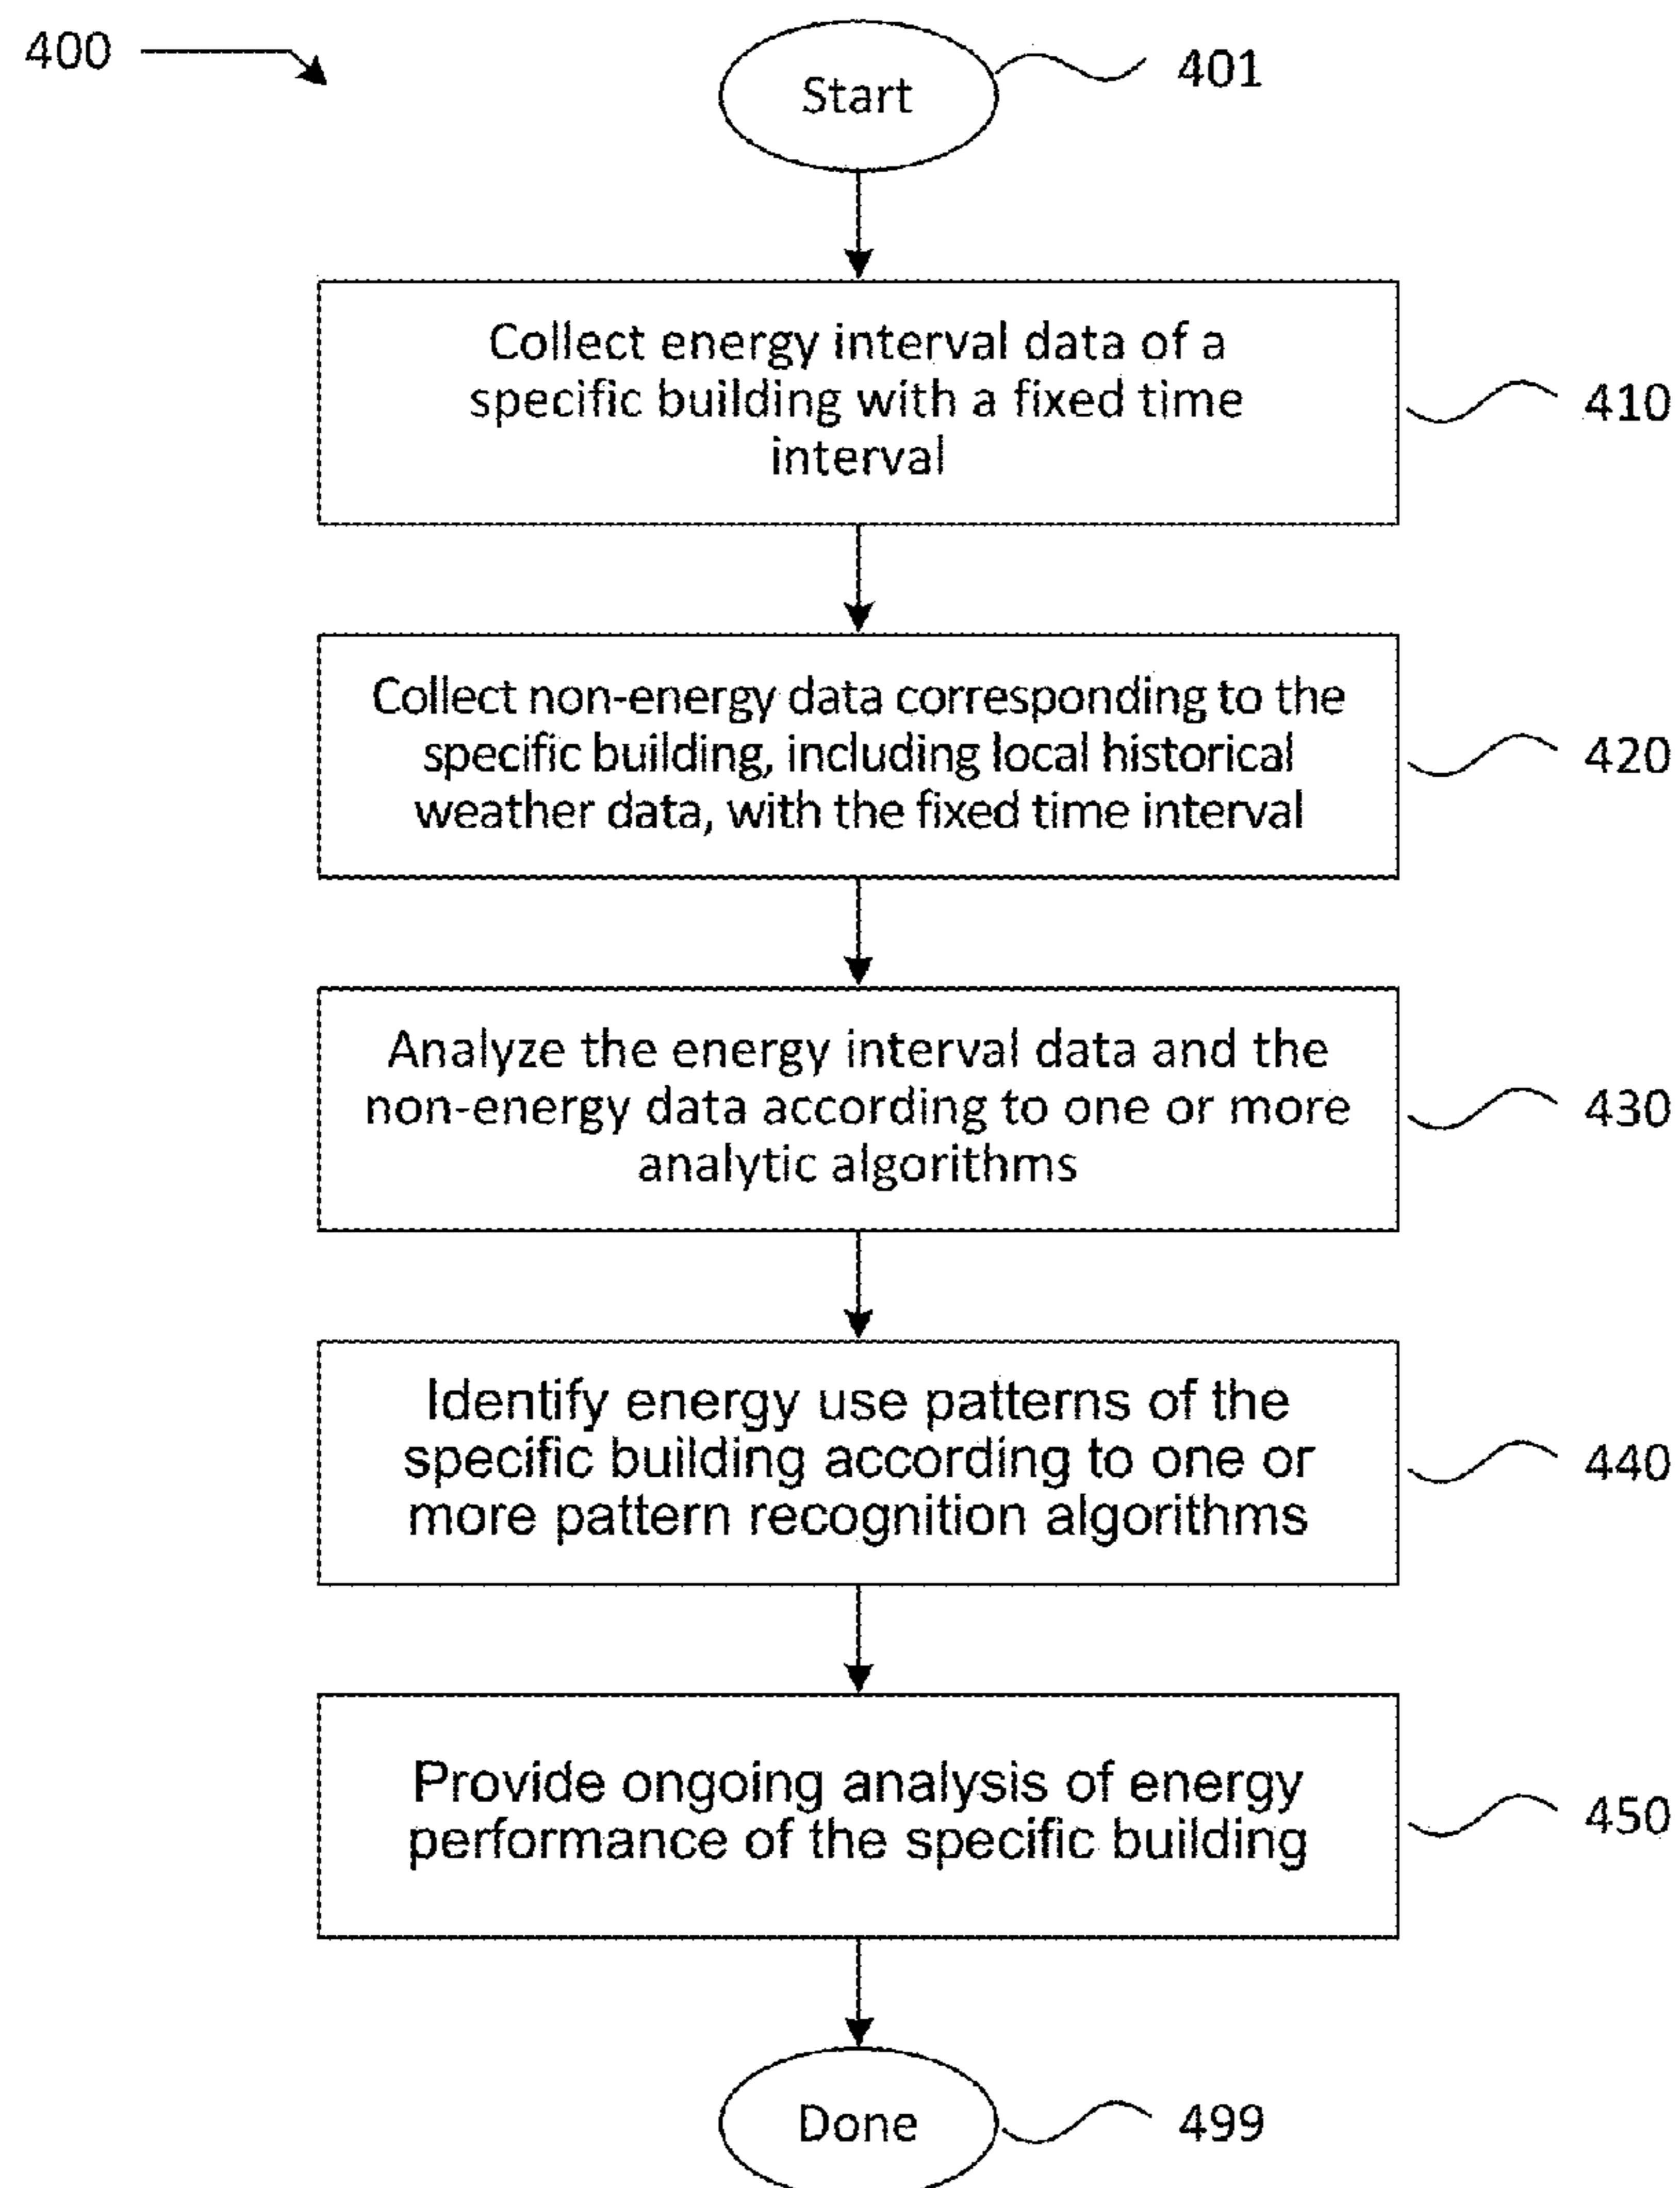 400
Start
401
Collect energy interval data of a
specific building with a fixed time
interval
410
Collect non-energy data corresponding to the
specific building, including local historical
weather data, with the fixed time interval
420
Analyze the energy interval data and the
non-energy data according to one or more
analytic algorithms
430
Identify energy use patterns of the
specific building according to one or
more pattern recognition algorithms
440
Provide ongoing analysis of energy
performance of the specific building
450
Done
499